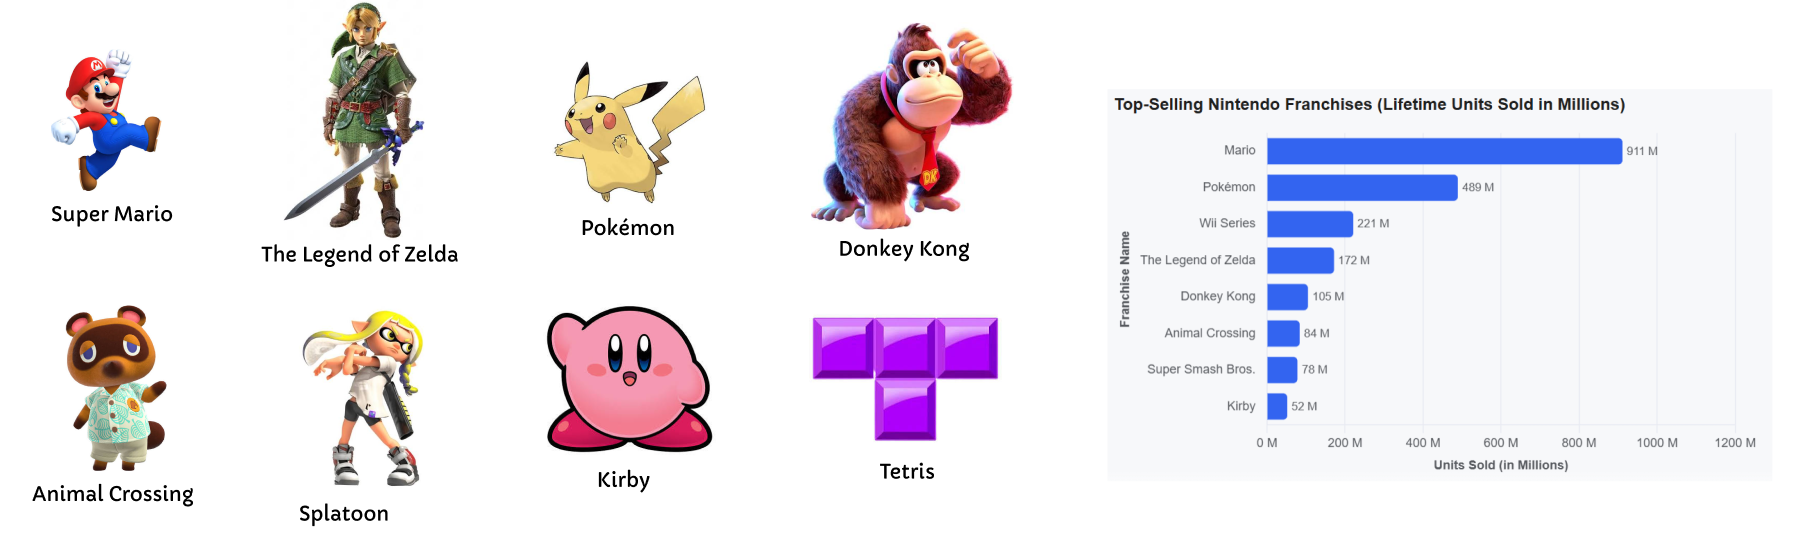 M
DK
Super Mario
The Legend of Zelda
Pokémon
Donkey Kong
Animal Crossing
Splatoon
Kirby
Tetris
Top-Selling Nintendo Franchises (Lifetime Units Sold in Millions)
Franchise Name
Mario 911 M
Pokémon 489 M
Wii Series 221 M
The Legend of Zelda 172 M
Donkey Kong 105 M
Animal Crossing 84 M
Super Smash Bros. 78 M
Kirby 52 M
0 M 200 M 400 M 600 M 800 M 1000 M 1200 M
Units Sold (in Millions)